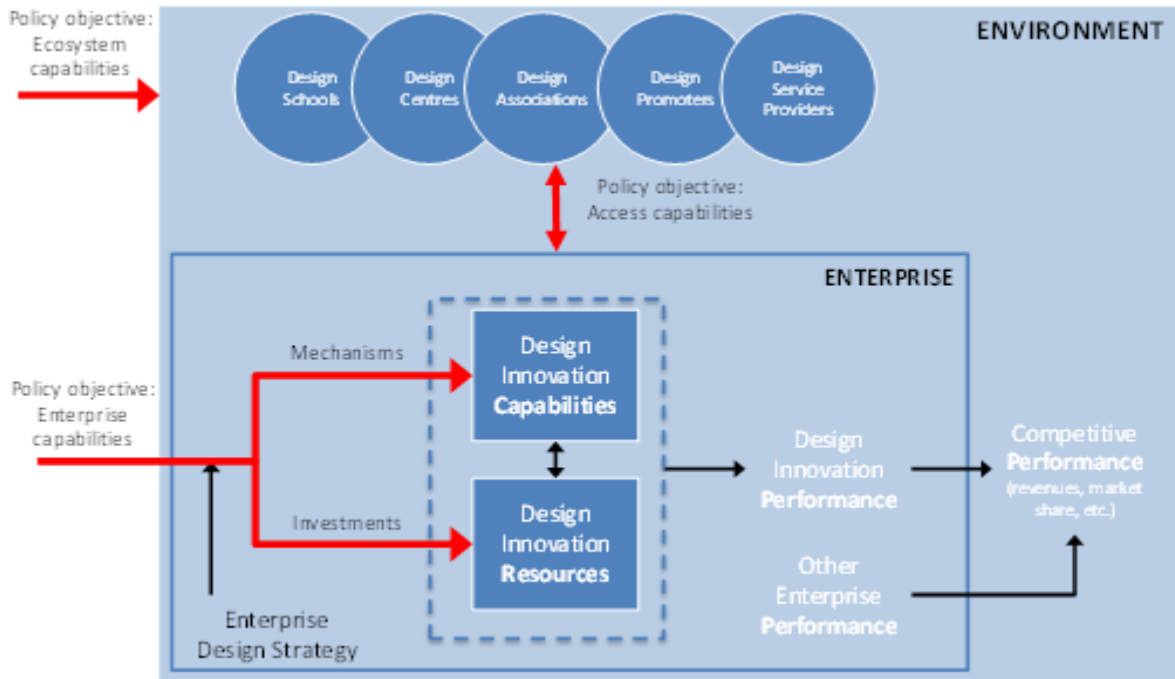 Policy objective:
Ecosystem
capabilities
ENVIRONMENT
Design
Schools
Design
Centres
Design
Associations
Design
Promoters
Design
Service
Providers
Policy objective:
Access capabilities
ENTERPRISE
Mechanisms
Design
Innovation
Capabilities
Policy objective:
Enterprise
capabilities
Investments
Design
Innovation
Resources
Enterprise
Design Strategy
Design
Innovation
Performance
Other
Enterprise
Performance
Competitive
Performance
(revenues, market
share, etc.)